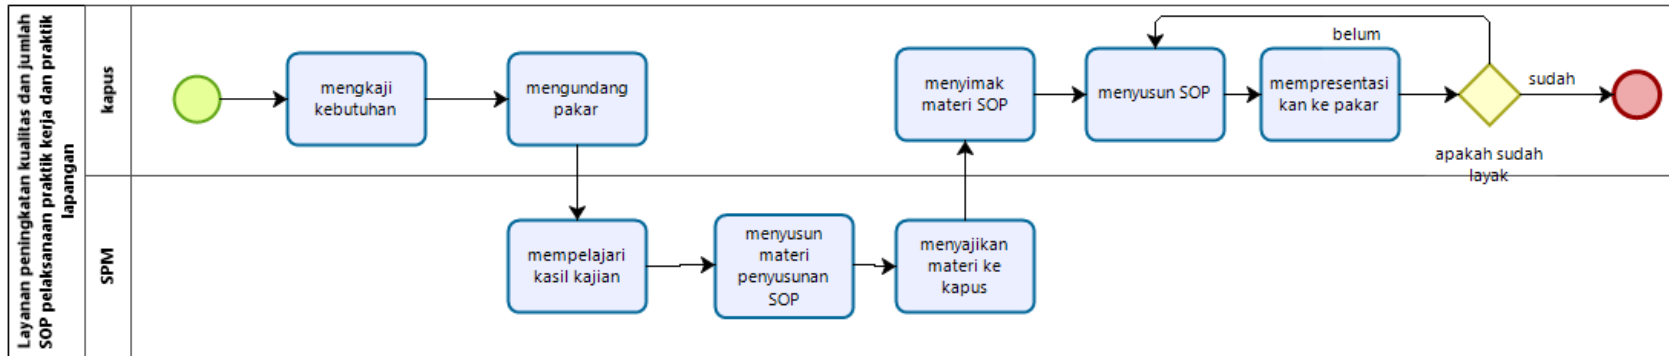 Layanan peningkatan kualitas dan jumlah
SOP pelaksanaan praktik kerja dan praktik
lapangan
kapus
mengkaji
kebutuhan
mengundang
pakar
menyimak
materi SOP
menyusun SOP
mempresentasi
kan ke pakar
belum
sudah
apakah sudah
layak
SPM
mempelajari
kasil kajian
menyusun
materi
penyusunan
SOP
menyajikan
materi ke
kapus